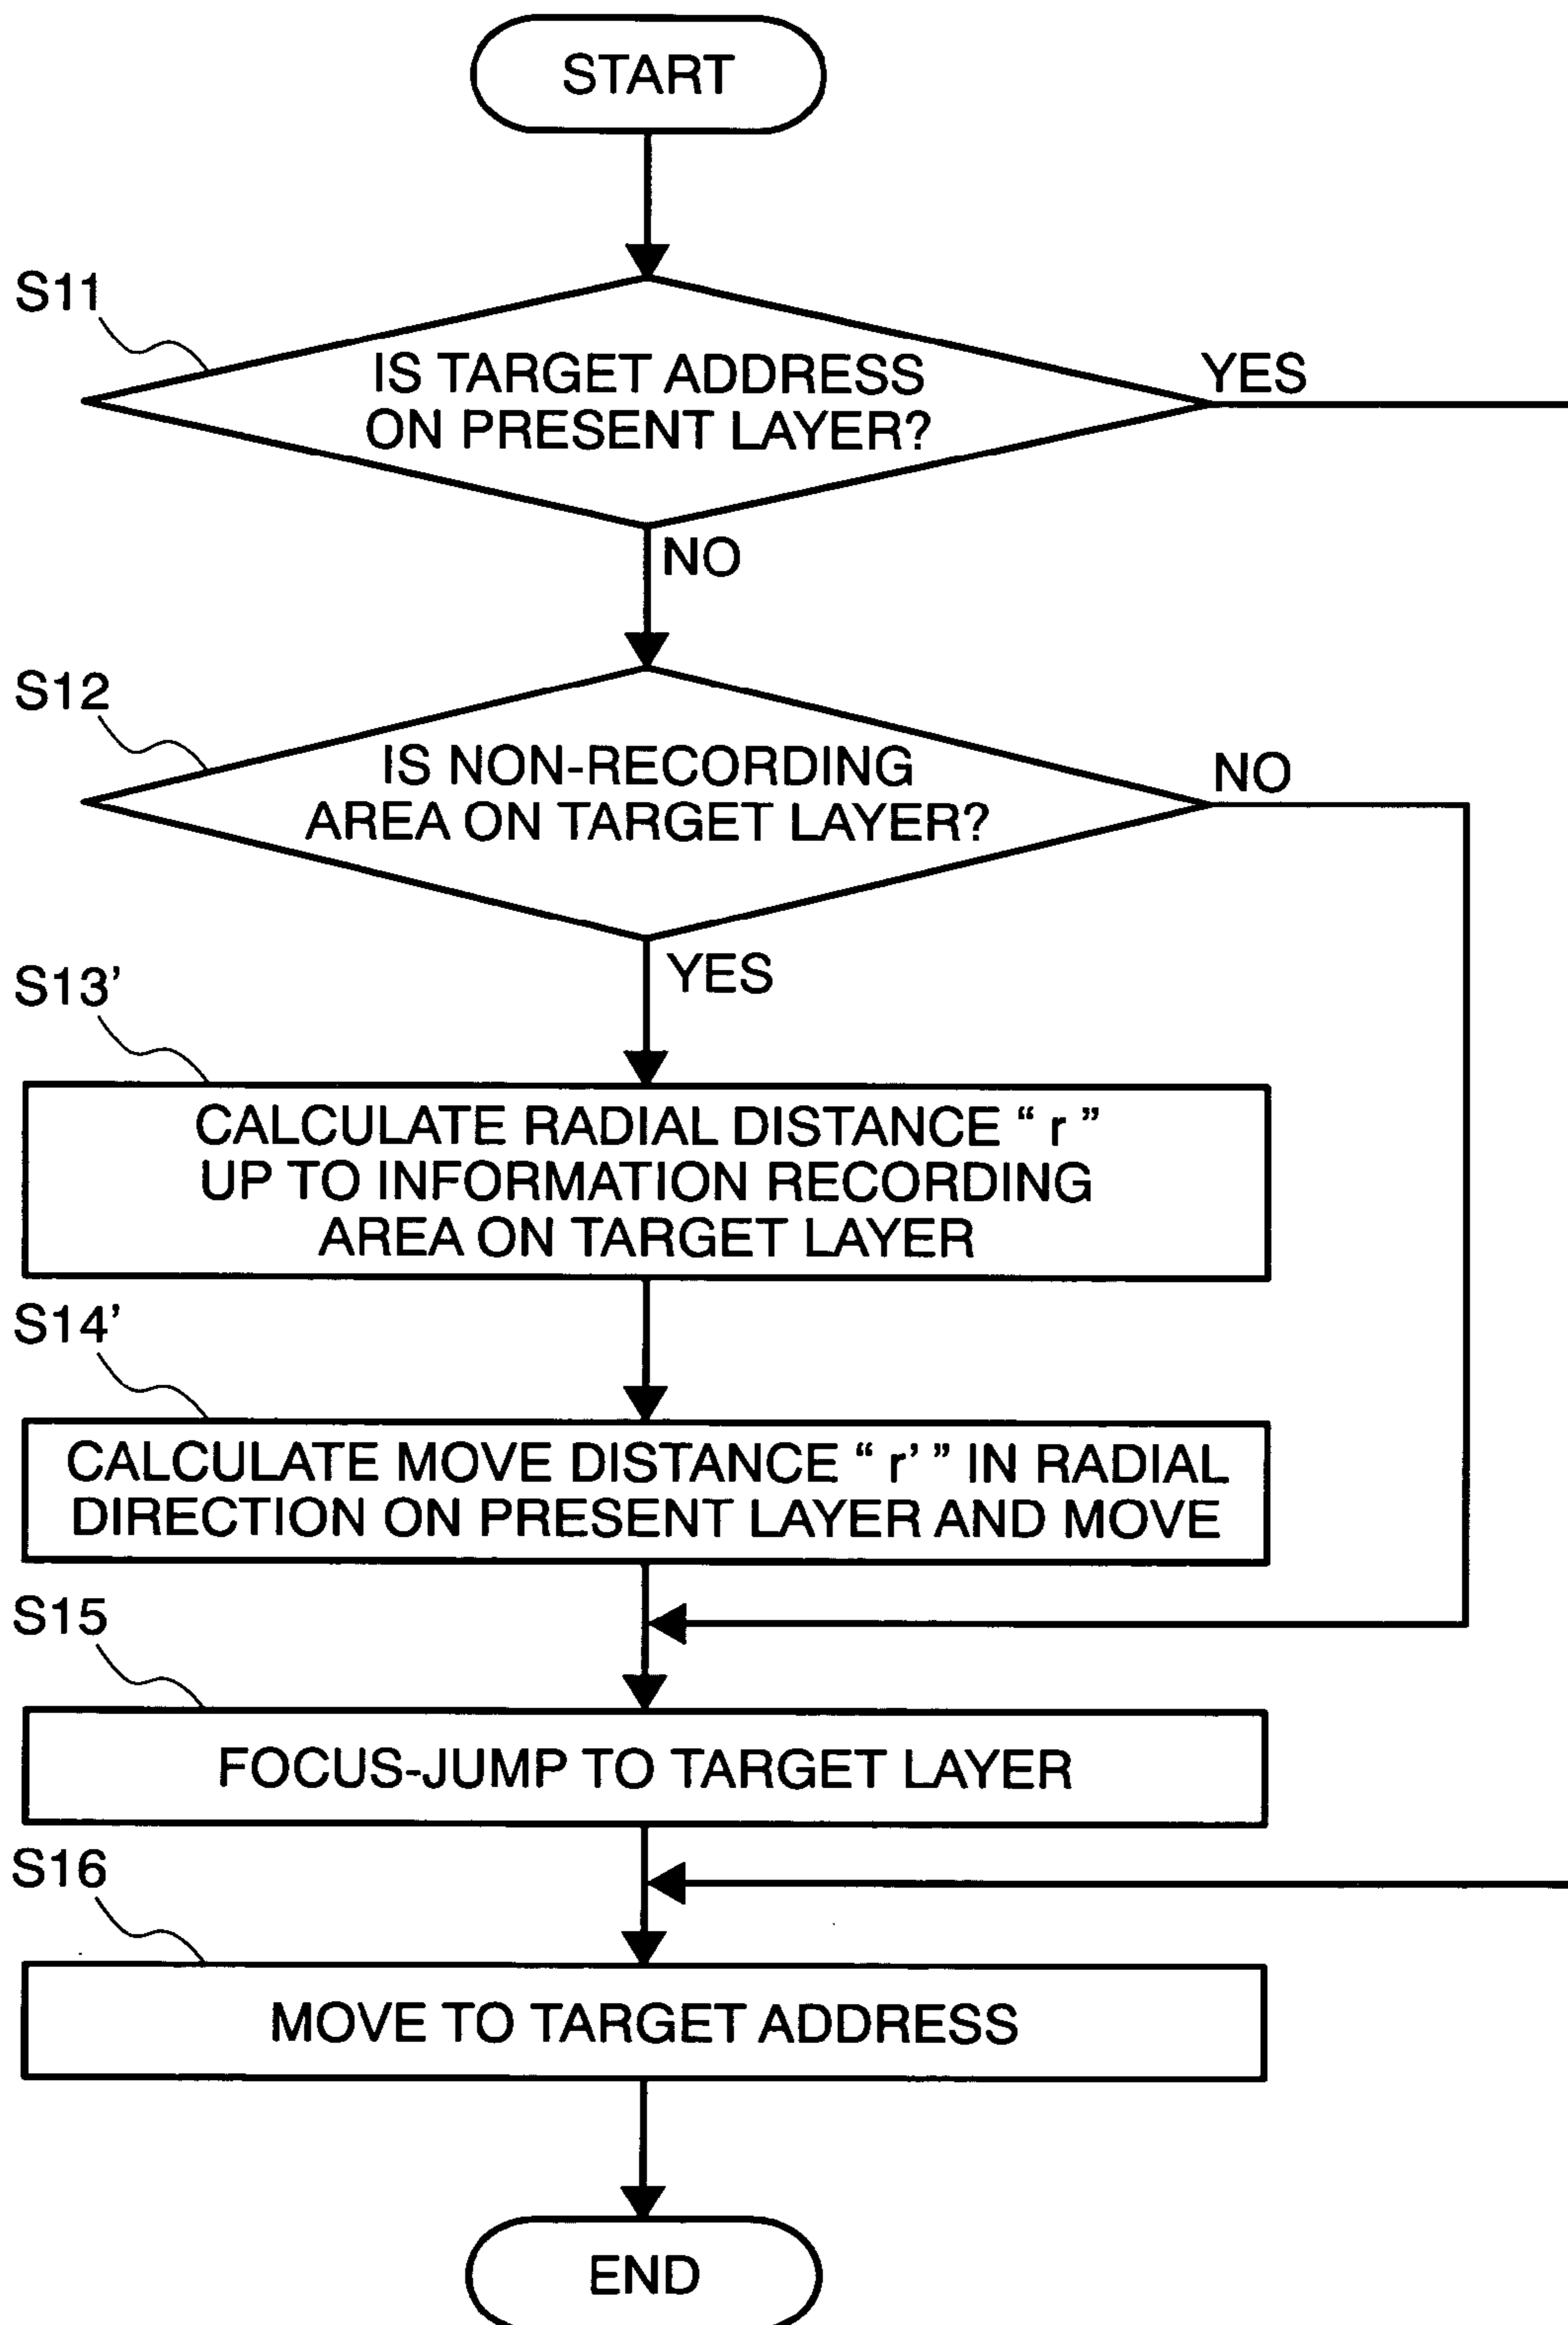 START
S11
IS TARGET ADDRESS
ON PRESENT LAYER?
YES
NO
S12
IS NON-RECORDING
AREA ON TARGET LAYER?
NO
YES
S13’
CALCULATE RADIAL DISTANCE “ r ”
UP TO INFORMATION RECORDING
AREA ON TARGET LAYER
S14’
CALCULATE MOVE DISTANCE “ r’ ” IN RADIAL
DIRECTION ON PRESENT LAYER AND MOVE
S15
FOCUS-JUMP TO TARGET LAYER
S16
MOVE TO TARGET ADDRESS
END